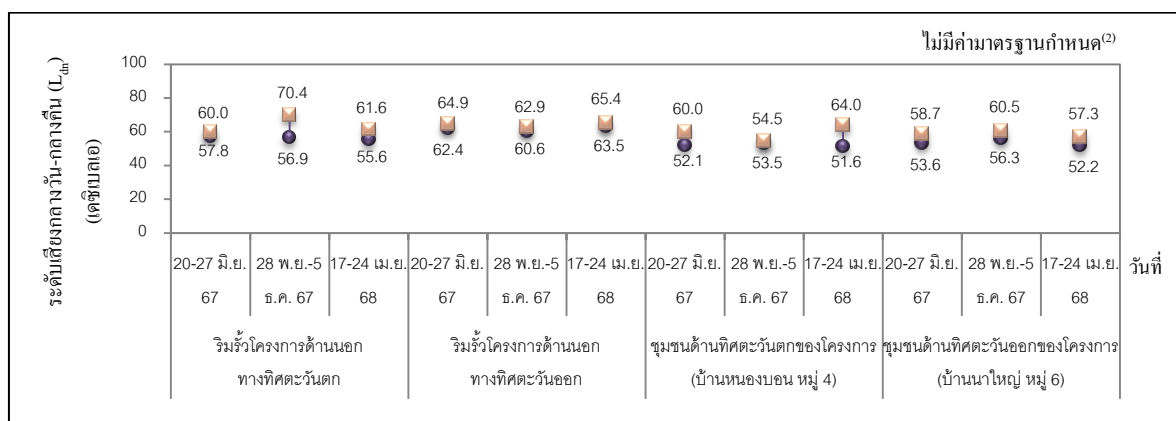 ไม่มีค่ามาตรฐานกำหนด(2)
ระดับเสียงกลางวัน-กลางคืน (Ldn)
(เดซิเบลเอ)
100
80
60
40
20
0
60.0 70.4 61.6 64.9 62.9 65.4 60.0 54.5 64.0 58.7 60.5 57.3
57.8 56.9 55.6 62.4 60.6 63.5 52.1 53.5 51.6 53.6 56.3 52.2
20-27 มิ.ย. 28 พ.ย.-5 17-24 เม.ย. 20-27 มิ.ย. 28 พ.ย.-5 17-24 เม.ย. 20-27 มิ.ย. 28 พ.ย.-5 17-24 เม.ย. 20-27 มิ.ย. 28 พ.ย.-5 17-24 เม.ย. วันที่
67 ธ.ค. 67 68 67 ธ.ค. 67 68 67 ธ.ค. 67 68 67 ธ.ค. 67 68
ริมรั้วโครงการด้านนอก ริมรั้วโครงการด้านนอก ชุมชนด้านทิศตะวันตกของโครงการ ชุมชนด้านทิศตะวันออกของโครงการ
ทางทิศตะวันตก ทางทิศตะวันออก (บ้านหนองบอน หมู่ 4) (บ้านนาใหญ่ หมู่ 6)